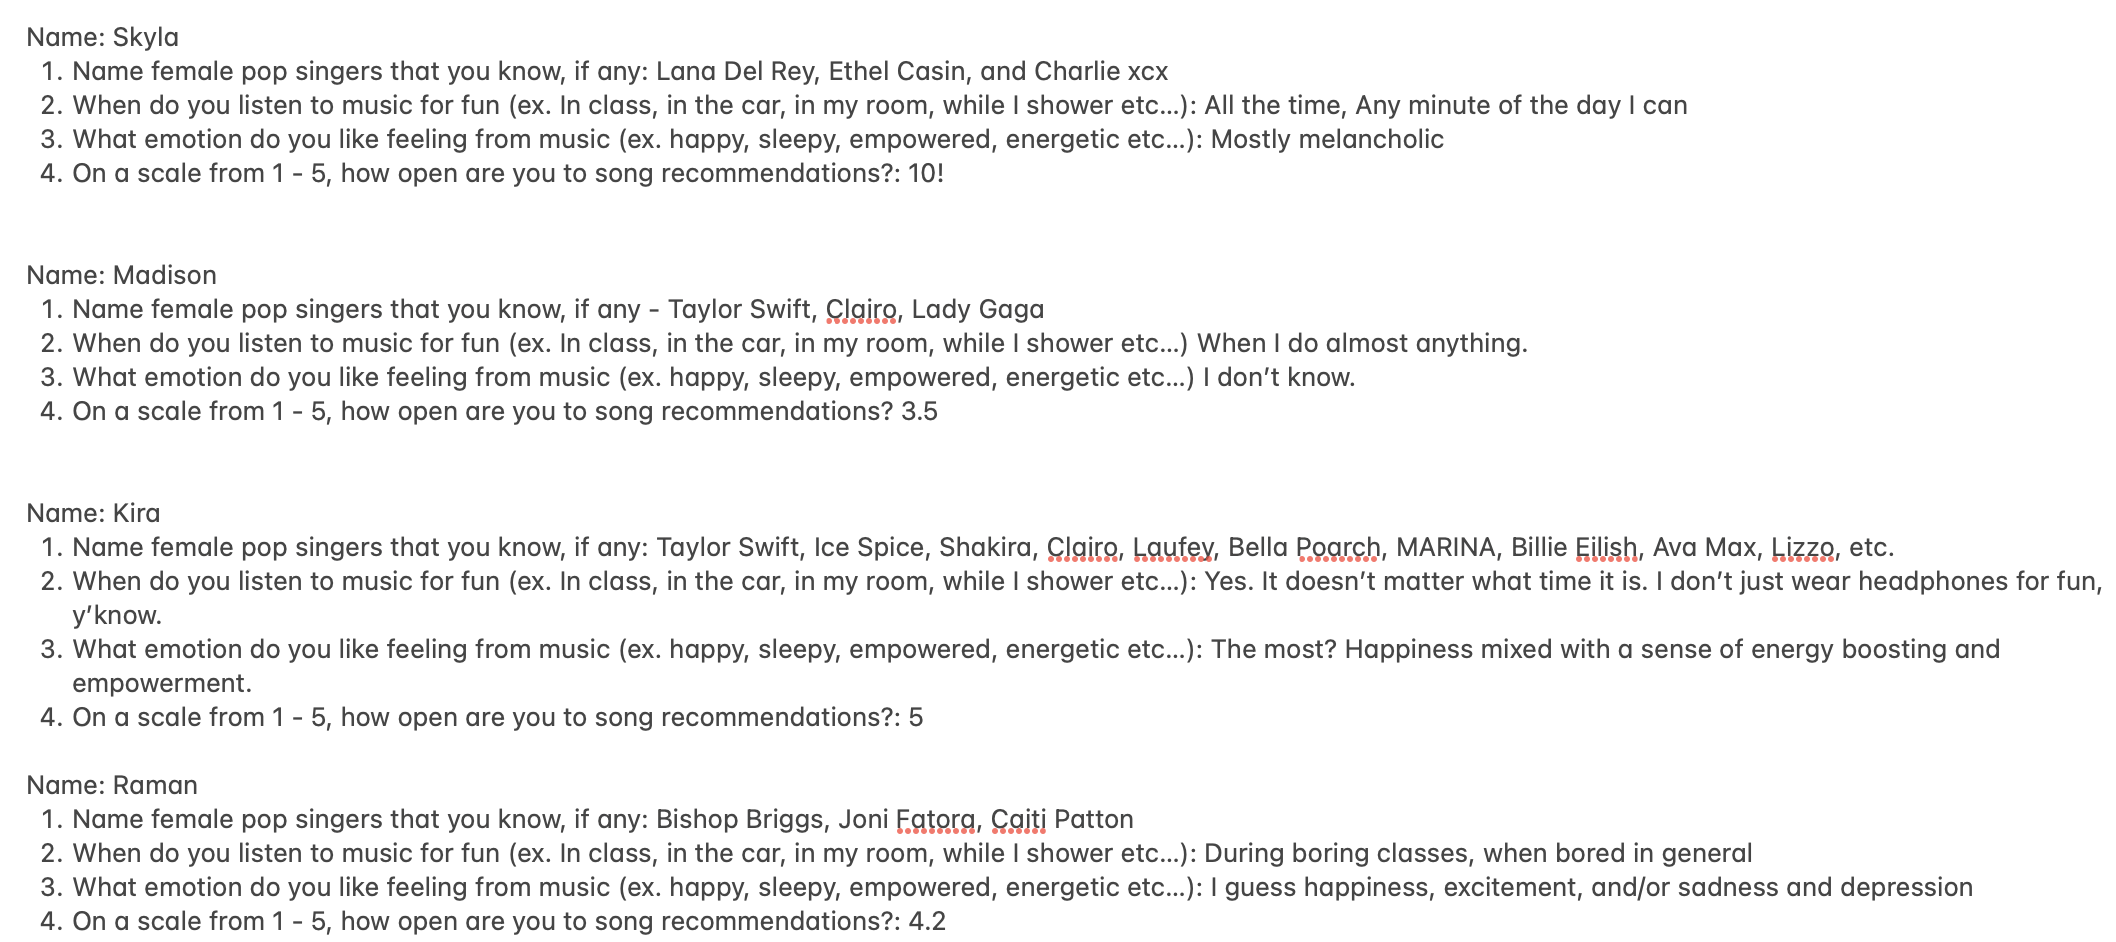 Name: Skyla
1. Name female pop singers that you know, if any: Lana Del Rey, Ethel Casin, and Charlie xcx
2. When do you listen to music for fun (ex. In class, in the car, in my room, while I shower etc...): All the time, Any minute of the day I can
3. What emotion do you like feeling from music (ex. happy, sleepy, empowered, energetic etc...): Mostly melancholic
4. On a scale from 1 - 5, how open are you to song recommendations?: 10!
Name: Madison
1. Name female pop singers that you know, if any - Taylor Swift, Clairo, Lady Gaga
2. When do you listen to music for fun (ex. In class, in the car, in my room, while I shower etc...) When I do almost anything.
3. What emotion do you like feeling from music (ex. happy, sleepy, empowered, energetic etc...) I don’t know.
4. On a scale from 1 - 5, how open are you to song recommendations? 3.5
Name: Kira
1. Name female pop singers that you know, if any: Taylor Swift, Ice Spice, Shakira, Clairo, Laufey, Bella Poarch, MARINA, Billie Eilish, Ava Max, Lizzo, etc.
2. When do you listen to music for fun (ex. In class, in the car, in my room, while I shower etc...): Yes. It doesn’t matter what time it is. I don’t just wear headphones for fun,
y’know.
3. What emotion do you like feeling from music (ex. happy, sleepy, empowered, energetic etc...): The most? Happiness mixed with a sense of energy boosting and
empowerment.
4. On a scale from 1 - 5, how open are you to song recommendations?: 5
Name: Raman
1. Name female pop singers that you know, if any: Bishop Briggs, Joni Fatora, Caiti Patton
2. When do you listen to music for fun (ex. In class, in the car, in my room, while I shower etc...): During boring classes, when bored in general
3. What emotion do you like feeling from music (ex. happy, sleepy, empowered, energetic etc...): I guess happiness, excitement, and/or sadness and depression
4. On a scale from 1 - 5, how open are you to song recommendations?: 4.2